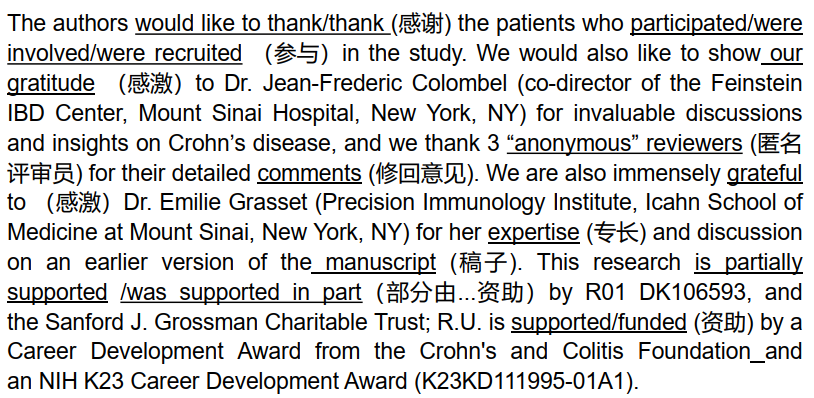 The authors would like to thank/thank (感谢) the patients who participated/were
involved/were recruited （参与）in the study. We would also like to show our
gratitude （感激）to Dr. Jean-Frederic Colombel (co-director of the Feinstein
IBD Center, Mount Sinai Hospital, New York, NY) for invaluable discussions
and insights on Crohn’s disease, and we thank 3 “anonymous” reviewers (匿名
评审员) for their detailed comments (修回意见). We are also immensely grateful
to （感激）Dr. Emilie Grasset (Precision Immunology Institute, Icahn School of
Medicine at Mount Sinai, New York, NY) for her expertise (专长) and discussion
on an earlier version of the manuscript (稿子). This research is partially
supported /was supported in part（部分由...资助）by R01 DK106593, and
the Sanford J. Grossman Charitable Trust; R.U. is supported/funded (资助) by a
Career Development Award from the Crohn's and Colitis Foundation and
an NIH K23 Career Development Award (K23KD111995-01A1).